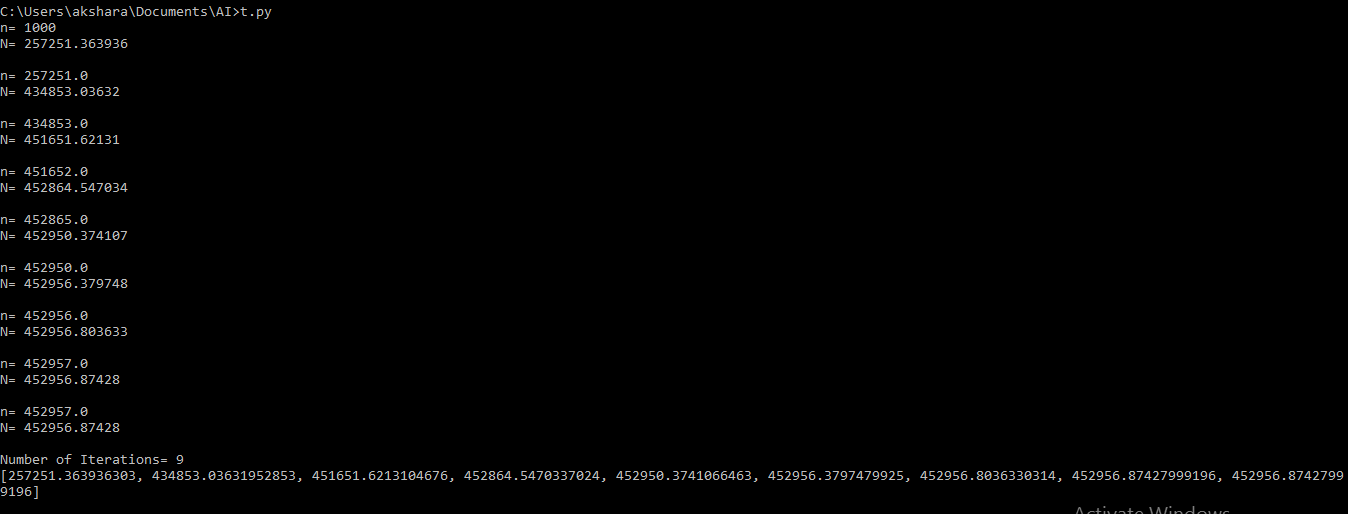 C:\Users\akshara\Documents\AI>t.py
n= 1000
N= 257251.363936
n= 257251.0
N= 434853.03632
n= 434853.0
N= 451651.62131
n= 451652.0
N= 452864.547034
n= 452865.0
N= 452950.374107
n= 452950.0
N= 452956.379748
n= 452956.0
N= 452956.803633
n= 452957.0
N= 452956.87428
n= 452957.0
N= 452956.87428
Number of Iterations= 9
[257251.363936303, 434853.03631952853, 451651.6213104676, 452864.5470337024, 452950.3741066463, 452956.3797479925, 452956.8036330314, 452956.87427999196, 452956.8742799
9196]
Activate Windows